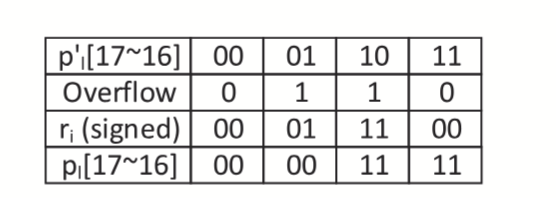 p'ₗ[17~16] 00 01 10 11
Overflow 0 1 1 0
rᵢ (signed) 00 01 11 00
pₗ[17~16] 00 00 11 11